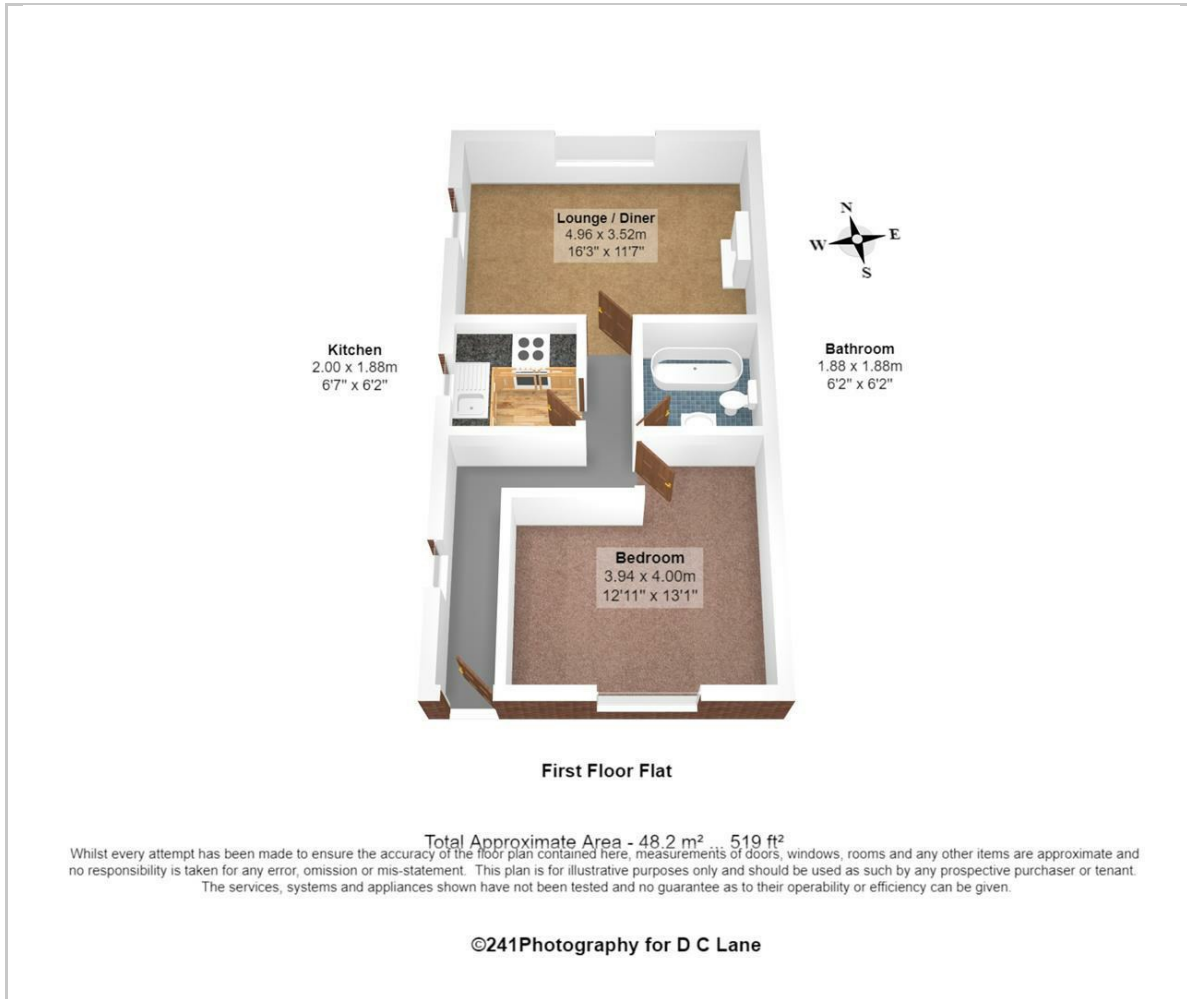 Lounge / Diner
4.96 x 3.52m
16'3" x 11'7"
N
W
E
S
Kitchen
2.00 x 1.88m
6'7" x 6'2"
Bathroom
1.88 x 1.88m
6'2" x 6'2"
Bedroom
3.94 x 4.00m
12'11" x 13'1"
First Floor Flat
Total Approximate Area - 48.2 m² ... 519 ft²
Whilst every attempt has been made to ensure the accuracy of the floor plan contained here, measurements of doors, windows, rooms and any other items are approximate and
no responsibility is taken for any error, omission or mis-statement. This plan is for illustrative purposes only and should be used as such by any prospective purchaser or tenant.
The services, systems and appliances shown have not been tested and no guarantee as to their operability or efficiency can be given.
©241Photography for D C Lane